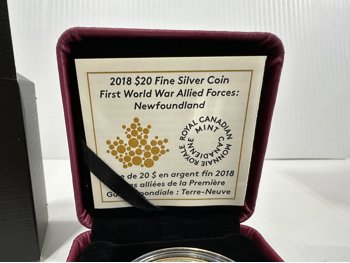 2018 $20 Fine Silver Coin
First World War Allied Forces:
Newfoundland
ROYAL CANADIAN MINT
MONNAIE ROYALE CANADIENNE
de 20 $ en argent fin 2018
alliées de la Première
mondiale : Terre-Neuve